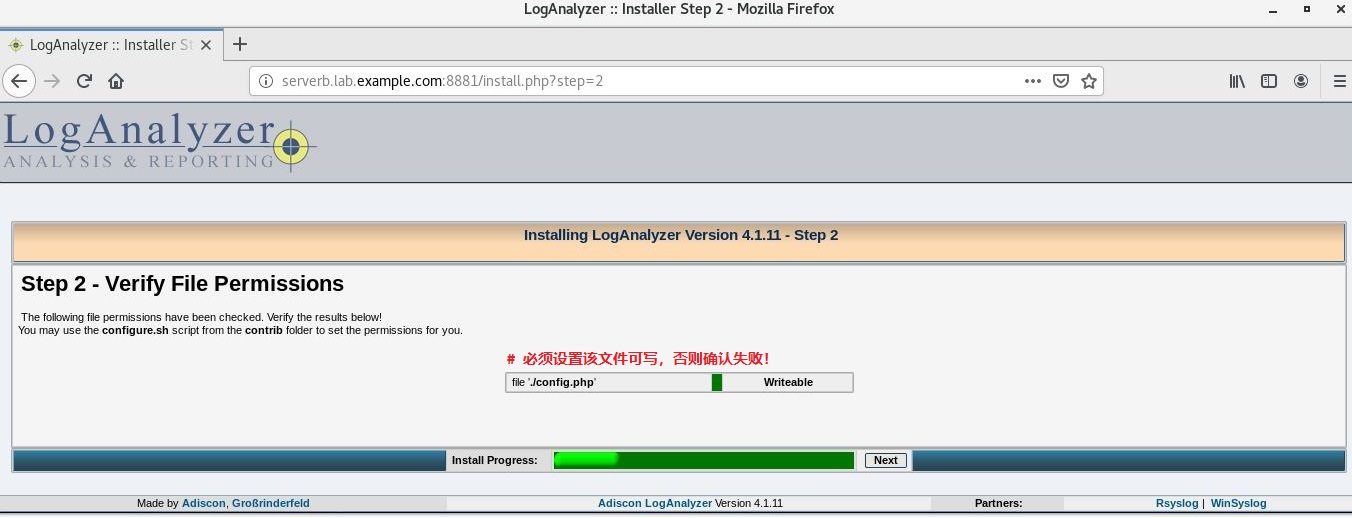 LogAnalyzer :: Installer Step 2 - Mozilla Firefox
LogAnalyzer :: Installer St
serverb.lab.example.com:8881/install.php?step=2
LogAnalyzer
ANALYSIS & REPORTING
Installing LogAnalyzer Version 4.1.11 - Step 2
Step 2 - Verify File Permissions
The following file permissions have been checked. Verify the results below!
You may use the configure.sh script from the contrib folder to set the permissions for you.
# 必须设置该文件可写，否则确认失败！
file './config.php' Writeable
Install Progress: Next
Made by Adiscon, Großrinderfeld Adiscon LogAnalyzer Version 4.1.11 Partners: Rsyslog | WinSyslog